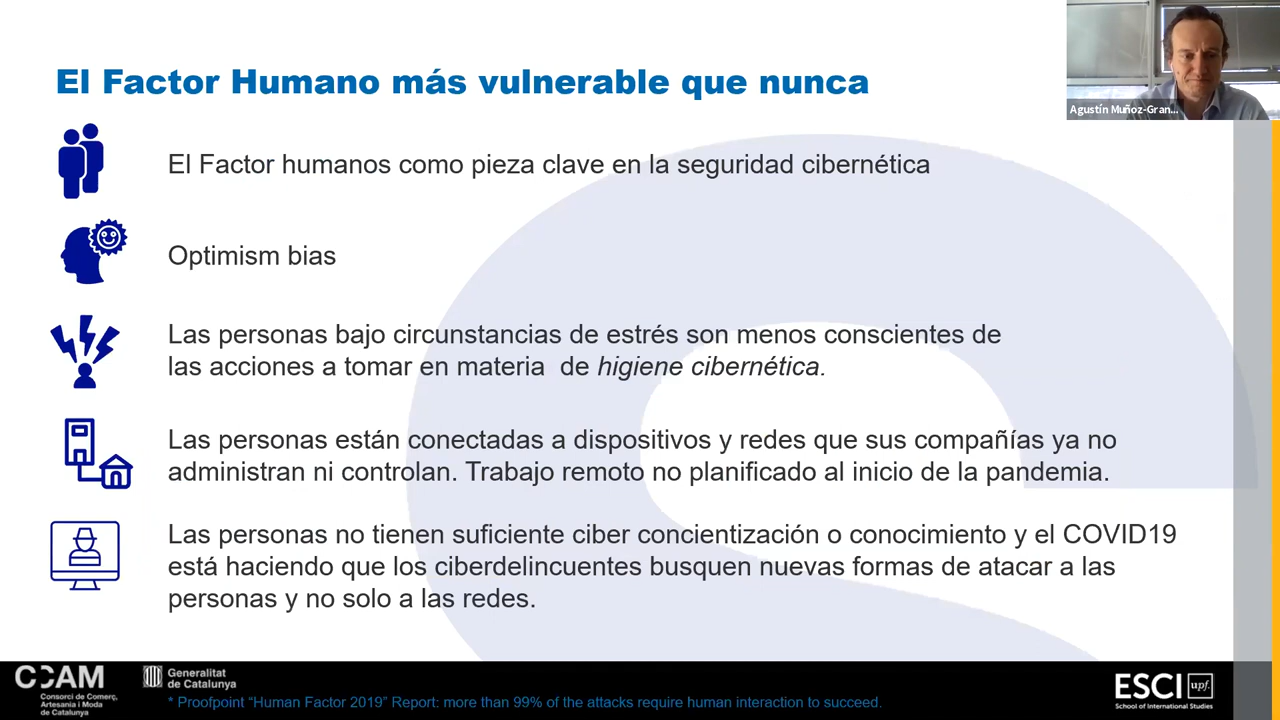 El Factor Humano más vulnerable que nunca
Agustín Muñoz-Gran...
El Factor humanos como pieza clave en la seguridad cibernética
Optimism bias
Las personas bajo circunstancias de estrés son menos conscientes de
las acciones a tomar en materia de higiene cibernética.
Las personas están conectadas a dispositivos y redes que sus compañías ya no
administran ni controlan. Trabajo remoto no planificado al inicio de la pandemia.
Las personas no tienen suficiente ciber concientización o conocimiento y el COVID19
está haciendo que los ciberdelincuentes busquen nuevas formas de atacar a las
personas y no solo a las redes.
CCAM
Consorci de Comerç,
Artesania i Moda
de Catalunya
Generalitat
de Catalunya
* Proofpoint “Human Factor 2019” Report: more than 99% of the attacks require human interaction to succeed.
ESCI upf.
School of International Studies